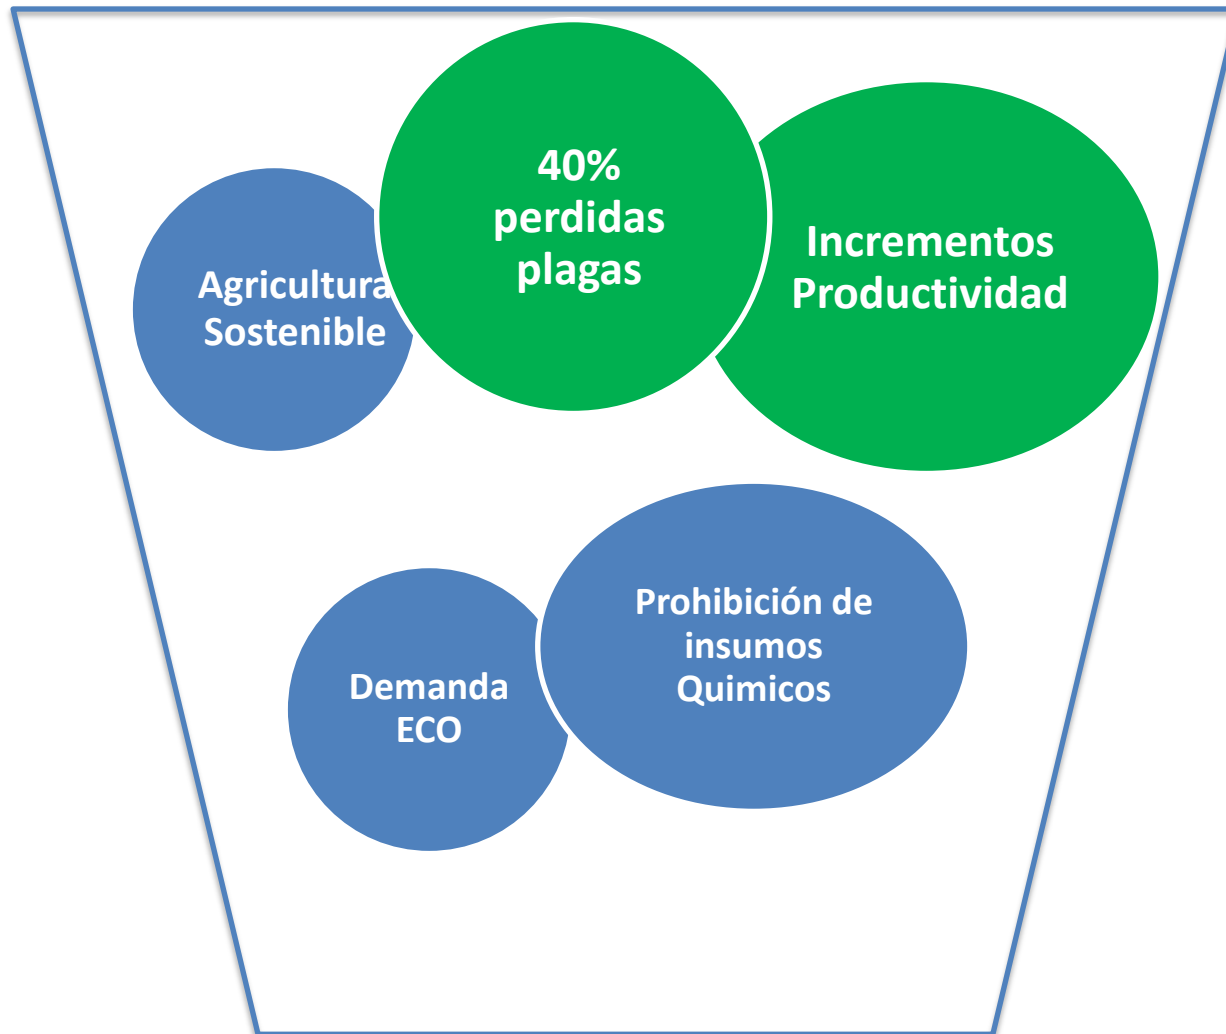 40%
perdidas
plagas
Incrementos
Productividad
Agricultura
Sostenible
Prohibición de
insumos
Quimicos
Demanda
ECO